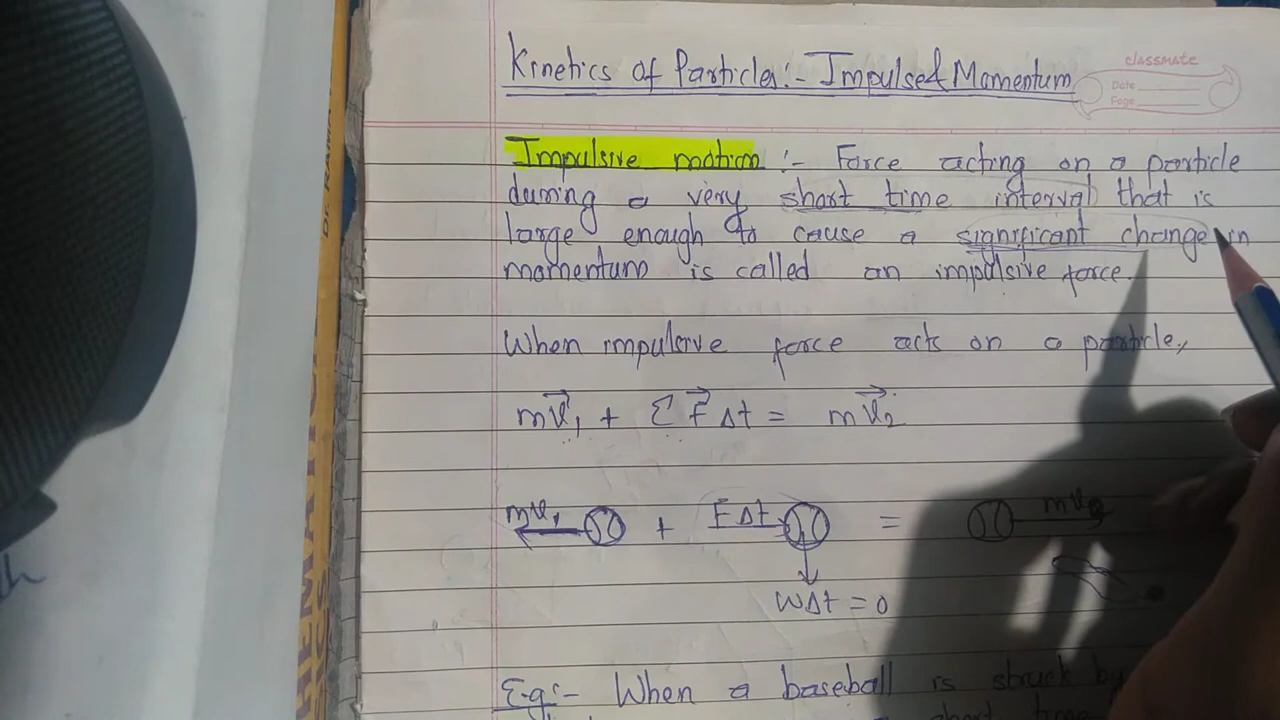 Kinetics of Particles:- Impulse & Momentum
classmate
Date
Page
Impulsive motion :- Force acting on a particle
during a very short time interval that is
large enough to cause a significant change in
momentum is called an impulsive force.
When impulsive force acts on a particle,
mv⃗₁ + ΣF⃗Δt = mv⃗₂
mv₁ + FΔt = mv₂
WΔt = 0
E.g:- When a baseball is struck by
short time